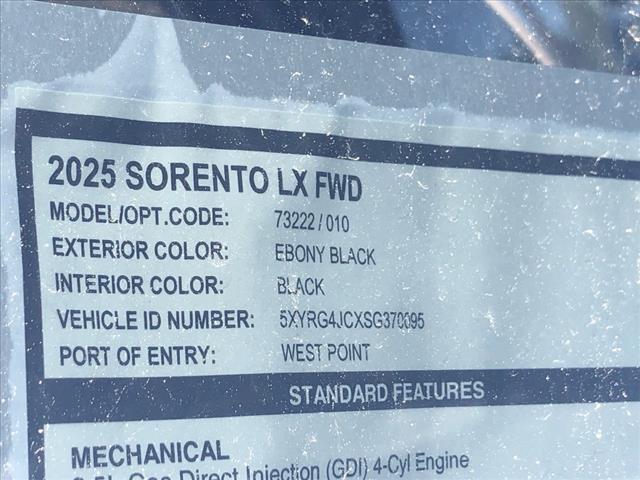 2025 SORENTO LX FWD
MODEL/OPT.CODE: 73222 / 010
EXTERIOR COLOR: EBONY BLACK
INTERIOR COLOR: BLACK
VEHICLE ID NUMBER: 5XYRG4JCXSG370095
PORT OF ENTRY: WEST POINT
STANDARD FEATURES
MECHANICAL
Gas Direct Injection (GDI) 4-Cyl Engine